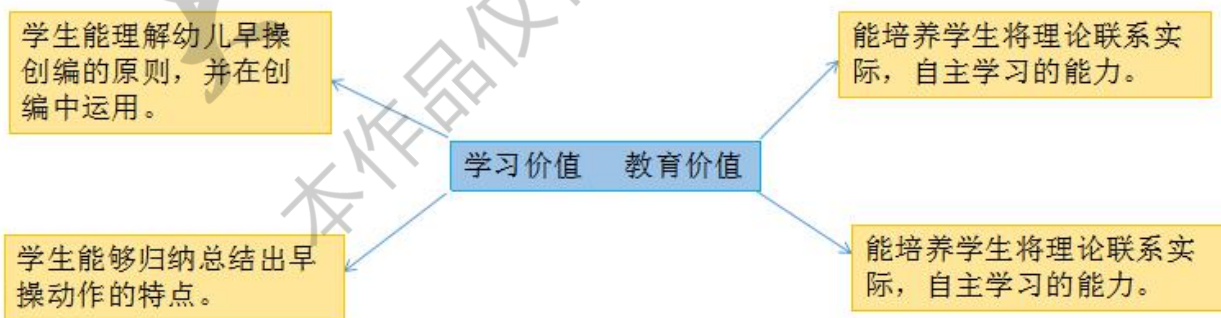 学生能理解幼儿早操
创编的原则，并在创
编中运用。
能培养学生将理论联系实
际，自主学习的能力。
学习价值 教育价值
学生能够归纳总结出早
操动作的特点。
能培养学生将理论联系实
际，自主学习的能力。
本作品仅